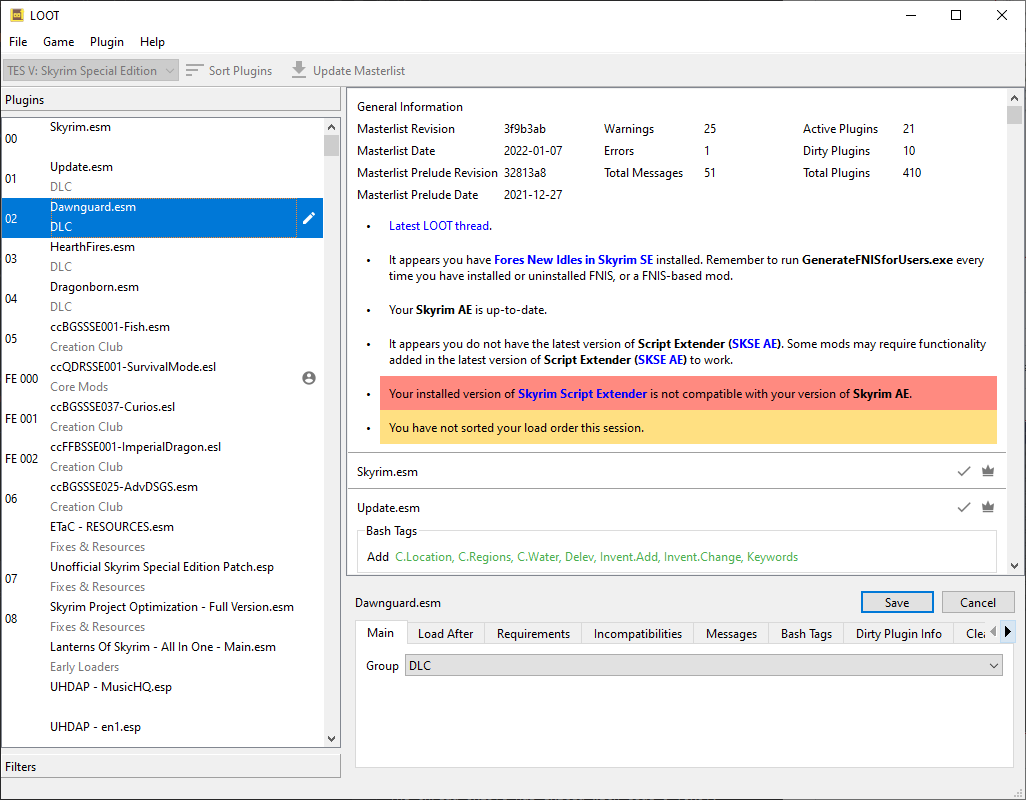 LOOT
File Game Plugin Help
TES V: Skyrim Special Edition Sort Plugins Update Masterlist
Plugins
00 Skyrim.esm
01 Update.esm
DLC
02 Dawnguard.esm
DLC
03 HearthFires.esm
DLC
04 Dragonborn.esm
DLC
05 ccBGSSSE001-Fish.esm
Creation Club
FE 000 ccQDRSSE001-SurvivalMode.esl
Core Mods
FE 001 ccBGSSSE037-Curios.esl
Creation Club
FE 002 ccFFBSSE001-ImperialDragon.esl
Creation Club
06 ccBGSSSE025-AdvDSGS.esm
Creation Club
ETaC - RESOURCES.esm
Fixes & Resources
07 Unofficial Skyrim Special Edition Patch.esp
Fixes & Resources
08 Skyrim Project Optimization - Full Version.esm
Fixes & Resources
Lanterns Of Skyrim - All In One - Main.esm
Early Loaders
UHDAP - MusicHQ.esp
UHDAP - en1.esp
Filters
General Information
Masterlist Revision 3f9b3ab Warnings 25 Active Plugins 21
Masterlist Date 2022-01-07 Errors 1 Dirty Plugins 10
Masterlist Prelude Revision 32813a8 Total Messages 51 Total Plugins 410
Masterlist Prelude Date 2021-12-27
• Latest LOOT thread.
• It appears you have Fores New Idles in Skyrim SE installed. Remember to run GenerateFNISforUsers.exe every
time you have installed or uninstalled FNIS, or a FNIS-based mod.
• Your Skyrim AE is up-to-date.
• It appears you do not have the latest version of Script Extender (SKSE AE). Some mods may require functionality
added in the latest version of Script Extender (SKSE AE) to work.
• Your installed version of Skyrim Script Extender is not compatible with your version of Skyrim AE.
• You have not sorted your load order this session.
Skyrim.esm
Update.esm
Bash Tags
Add C.Location, C.Regions, C.Water, Delev, Invent.Add, Invent.Change, Keywords
Dawnguard.esm Save Cancel
Main Load After Requirements Incompatibilities Messages Bash Tags Dirty Plugin Info
Group DLC